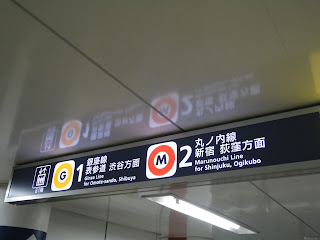 G 1 銀座線
表参道 渋谷方面
Ginza Line
for Omote-sando, Shibuya
M 2 丸ノ内線
新宿 荻窪方面
Marunouchi Line
for Shinjuku, Ogikubo